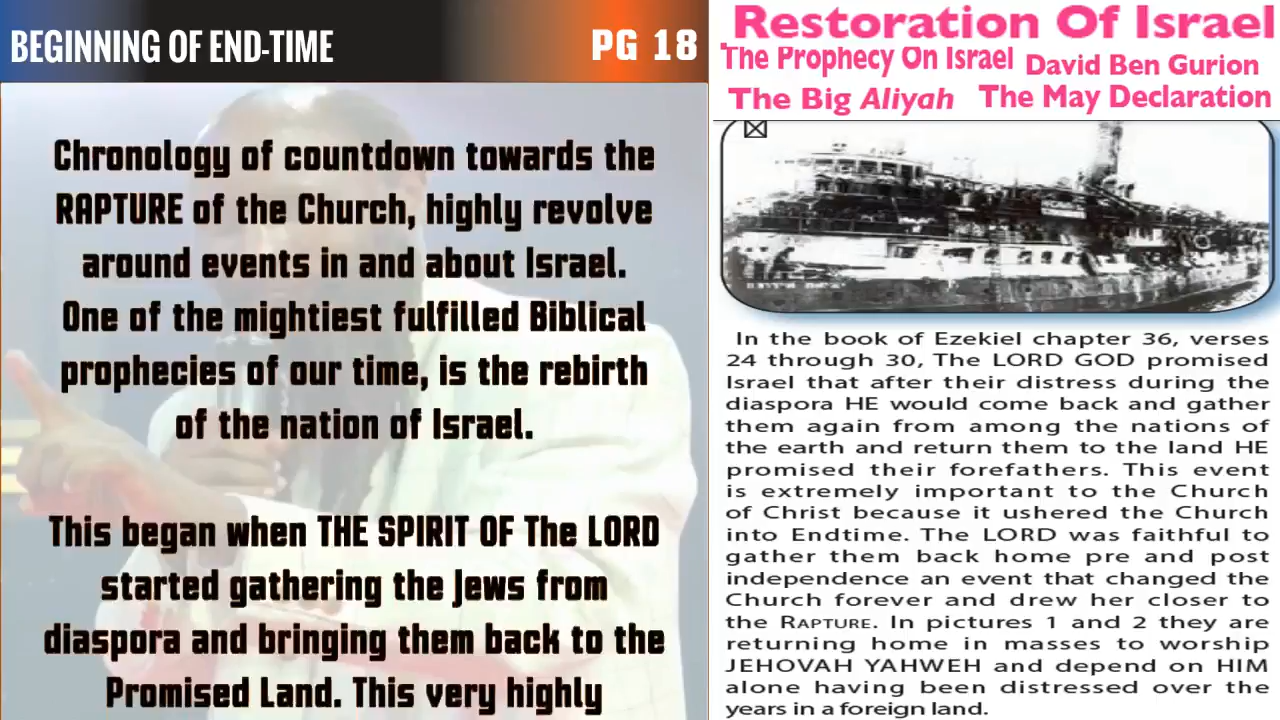 BEGINNING OF END-TIME
PG 18
Chronology of countdown towards the
RAPTURE of the Church, highly revolve
around events in and about Israel.
One of the mightiest fulfilled Biblical
prophecies of our time, is the rebirth
of the nation of Israel.
This began when THE SPIRIT OF The LORD
started gathering the Jews from
diaspora and bringing them back to the
Promised Land. This very highly
Restoration Of Israel
The Prophecy On Israel David Ben Gurion
The Big Aliyah The May Declaration
In the book of Ezekiel chapter 36, verses
24 through 30, The LORD GOD promised
Israel that after their distress during the
diaspora HE would come back and gather
them again from among the nations of
the earth and return them to the land HE
promised their forefathers. This event
is extremely important to the Church
of Christ because it ushered the Church
into Endtime. The LORD was faithful to
gather them back home pre and post
independence an event that changed the
Church forever and drew her closer to
the RAPTURE. In pictures 1 and 2 they are
returning home in masses to worship
JEHOVAH YAHWEH and depend on HIM
alone having been distressed over the
years in a foreign land.